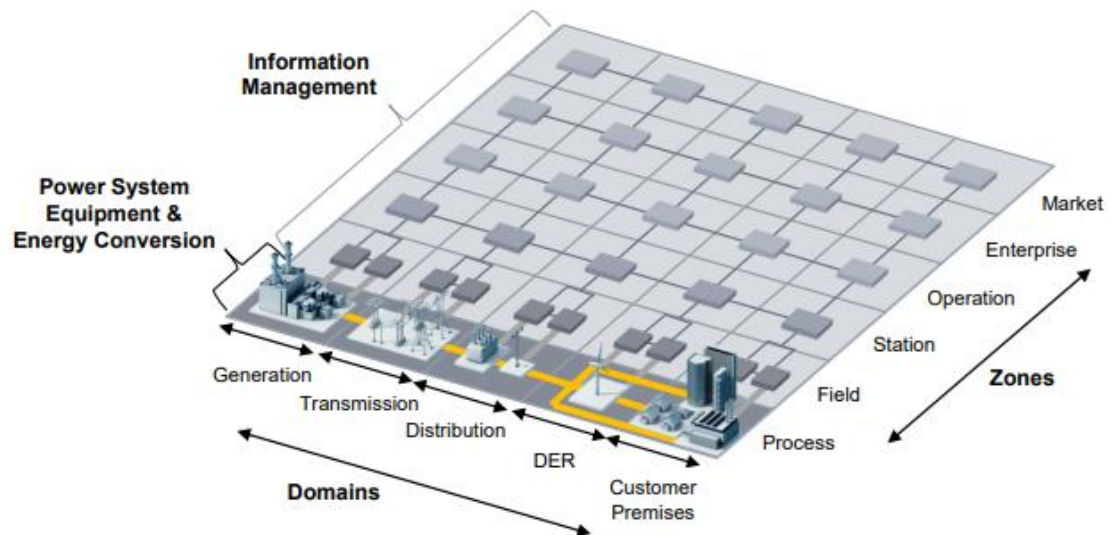 Information
Management
Power System
Equipment &
Energy Conversion
Market
Enterprise
Operation
Station
Field
Process
Zones
Generation
Transmission
Distribution
DER
Customer
Premises
Domains